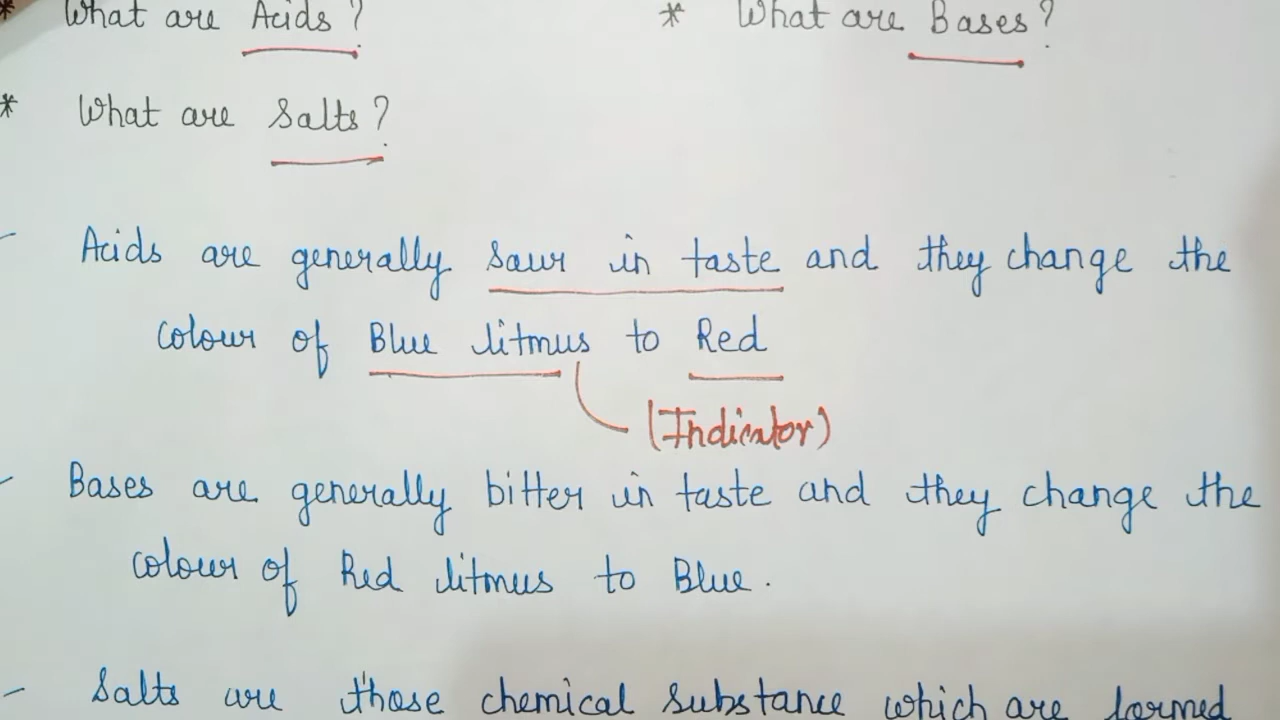 * What are Acids? * What are Bases?
* What are Salts?
- Acids are generally Sour in taste and they change the
colour of Blue litmus to Red
(Indicator)
- Bases are generally bitter in taste and they change the
colour of Red litmus to Blue.
- Salts are those chemical substance which are formed